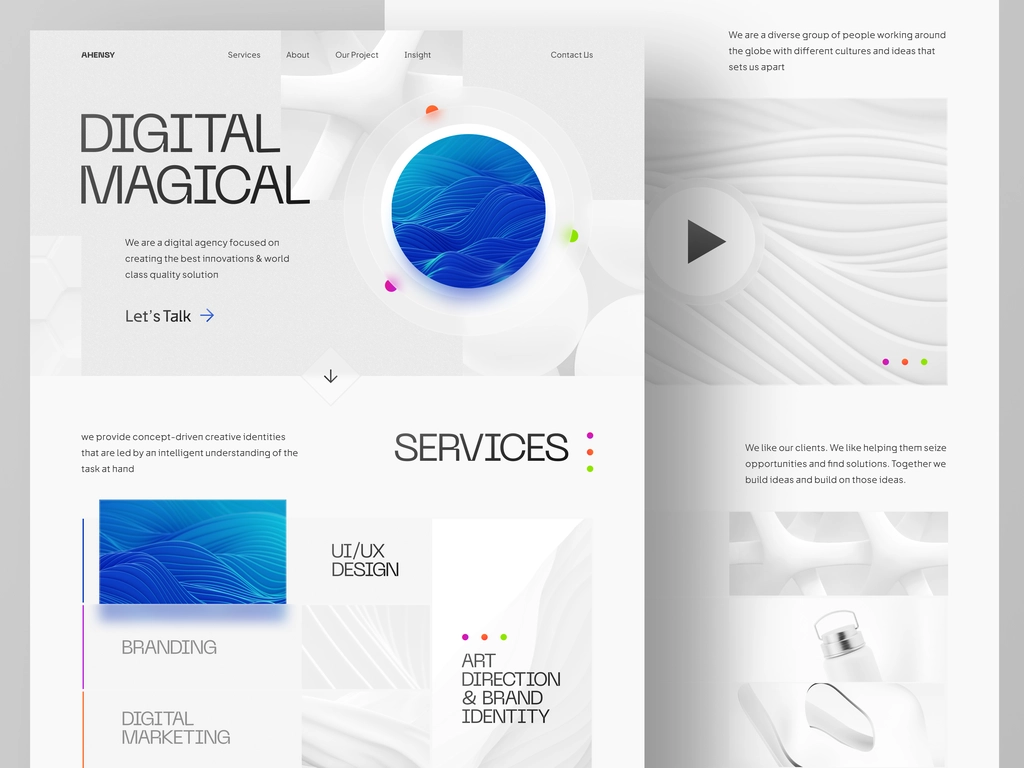 AHENSY
Services
About
Our Project
Insight
Contact Us
DIGITAL
MAGICAL
We are a digital agency focused on
creating the best innovations & world
class quality solution
Let's Talk
we provide concept-driven creative identities
that are led by an intelligent understanding of the
task at hand
SERVICES
UI/UX
DESIGN
BRANDING
DIGITAL
MARKETING
ART
DIRECTION
& BRAND
IDENTITY
We are a diverse group of people working around
the globe with different cultures and ideas that
sets us apart
We like our clients. We like helping them seize
opportunities and find solutions. Together we
build ideas and build on those ideas.